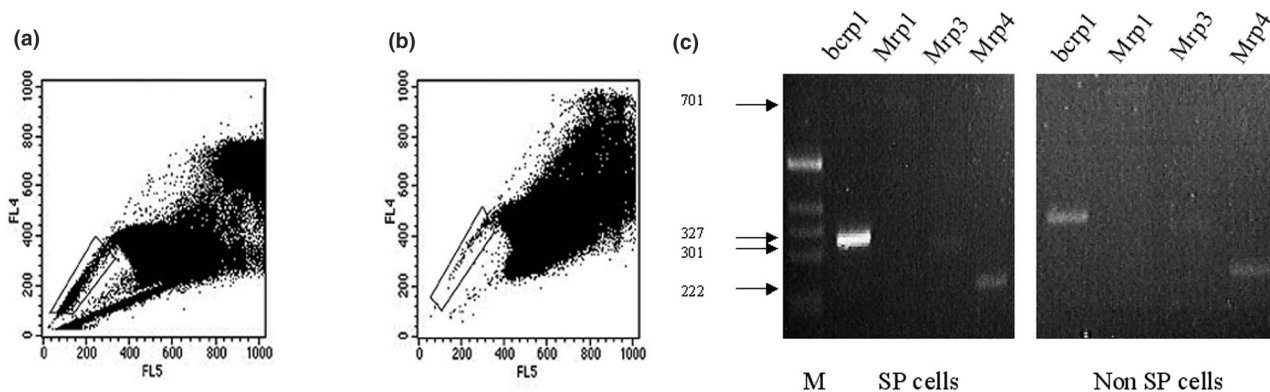 (a)
1000
800
600
400
200
0
FL4
0 200 400 600 800 1000
FL5
(b)
1000
800
600
400
200
0
FL4
0 200 400 600 800 1000
FL5
(c)
bcrp1 Mrp1 Mrp3 Mrp4
bcrp1 Mrp1 Mrp3 Mrp4
701
327
301
222
M SP cells
Non SP cells